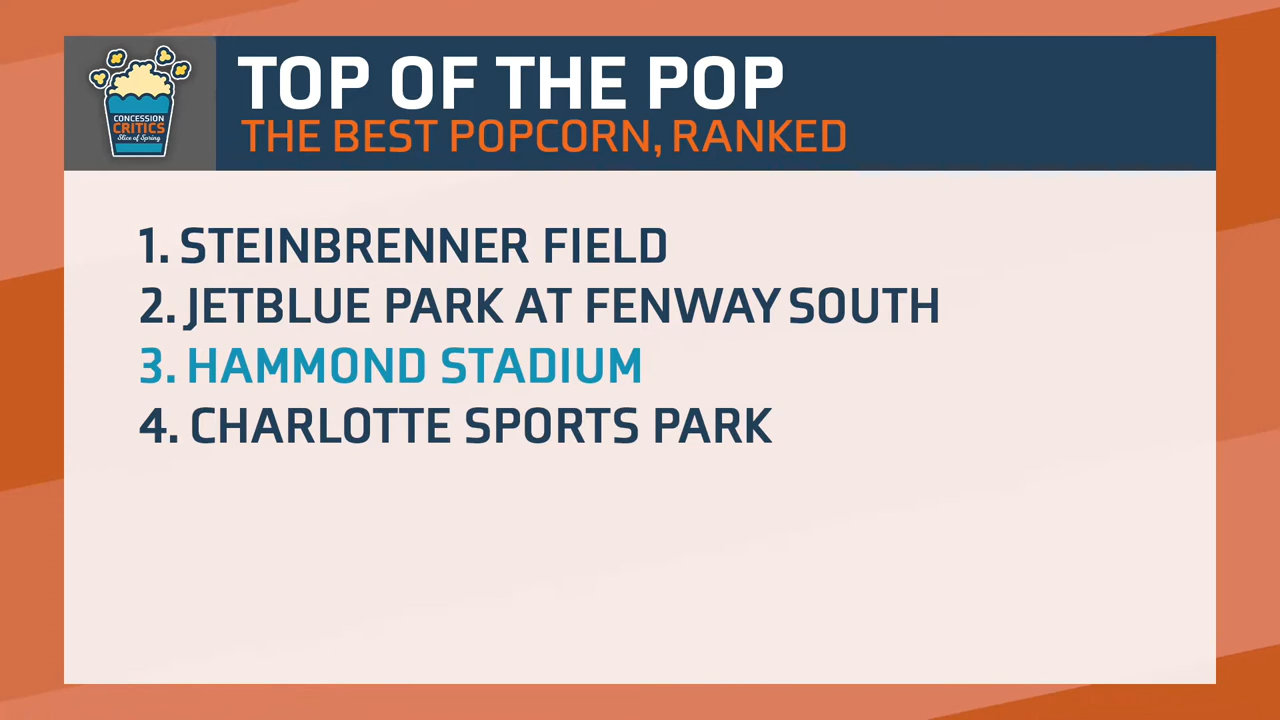 CONCESSION
CRITICS
Slice of Spring
TOP OF THE POP
THE BEST POPCORN, RANKED
1. STEINBRENNER FIELD
2. JETBLUE PARK AT FENWAY SOUTH
3. HAMMOND STADIUM
4. CHARLOTTE SPORTS PARK